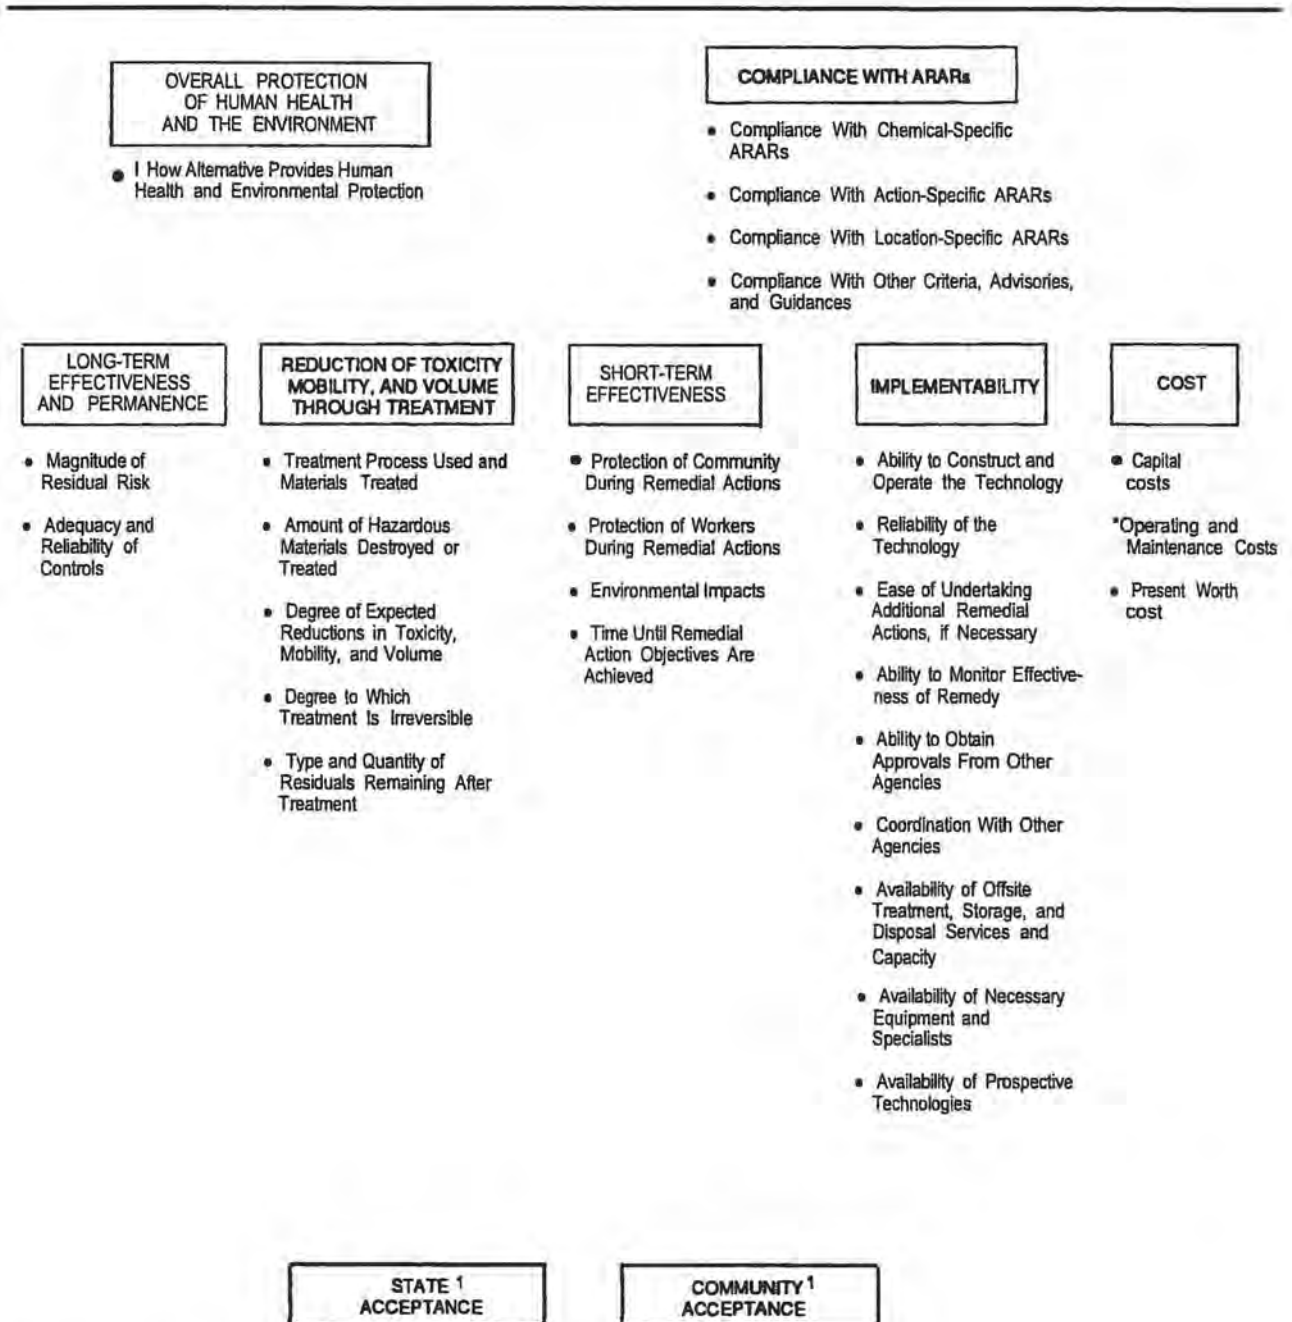 OVERALL PROTECTION
OF HUMAN HEALTH
AND THE ENVIRONMENT
• I How Alternative Provides Human
Health and Environmental Protection
COMPLIANCE WITH ARARs
• Compliance With Chemical-Specific
ARARs
• Compliance With Action-Specific ARARs
• Compliance With Location-Specific ARARs
• Compliance With Other Criteria, Advisories,
and Guidances
LONG-TERM
EFFECTIVENESS
AND PERMANENCE
• Magnitude of
Residual Risk
• Adequacy and
Reliability of
Controls
REDUCTION OF TOXICITY
MOBILITY, AND VOLUME
THROUGH TREATMENT
• Treatment Process Used and
Materials Treated
• Amount of Hazardous
Materials Destroyed or
Treated
• Degree of Expected
Reductions in Toxicity,
Mobility, and Volume
• Degree to Which
Treatment Is Irreversible
• Type and Quantity of
Residuals Remaining After
Treatment
SHORT-TERM
EFFECTIVENESS
• Protection of Community
During Remedial Actions
• Protection of Workers
During Remedial Actions
• Environmental Impacts
• Time Until Remedial
Action Objectives Are
Achieved
IMPLEMENTABILITY
• Ability to Construct and
Operate the Technology
• Reliability of the
Technology
• Ease of Undertaking
Additional Remedial
Actions, if Necessary
• Ability to Monitor Effective-
ness of Remedy
• Ability to Obtain
Approvals From Other
Agencies
• Coordination With Other
Agencies
• Availability of Offsite
Treatment, Storage, and
Disposal Services and
Capacity
• Availability of Necessary
Equipment and
Specialists
• Availability of Prospective
Technologies
COST
• Capital
costs
*Operating and
Maintenance Costs
• Present Worth
cost
STATE 1
ACCEPTANCE
COMMUNITY 1
ACCEPTANCE